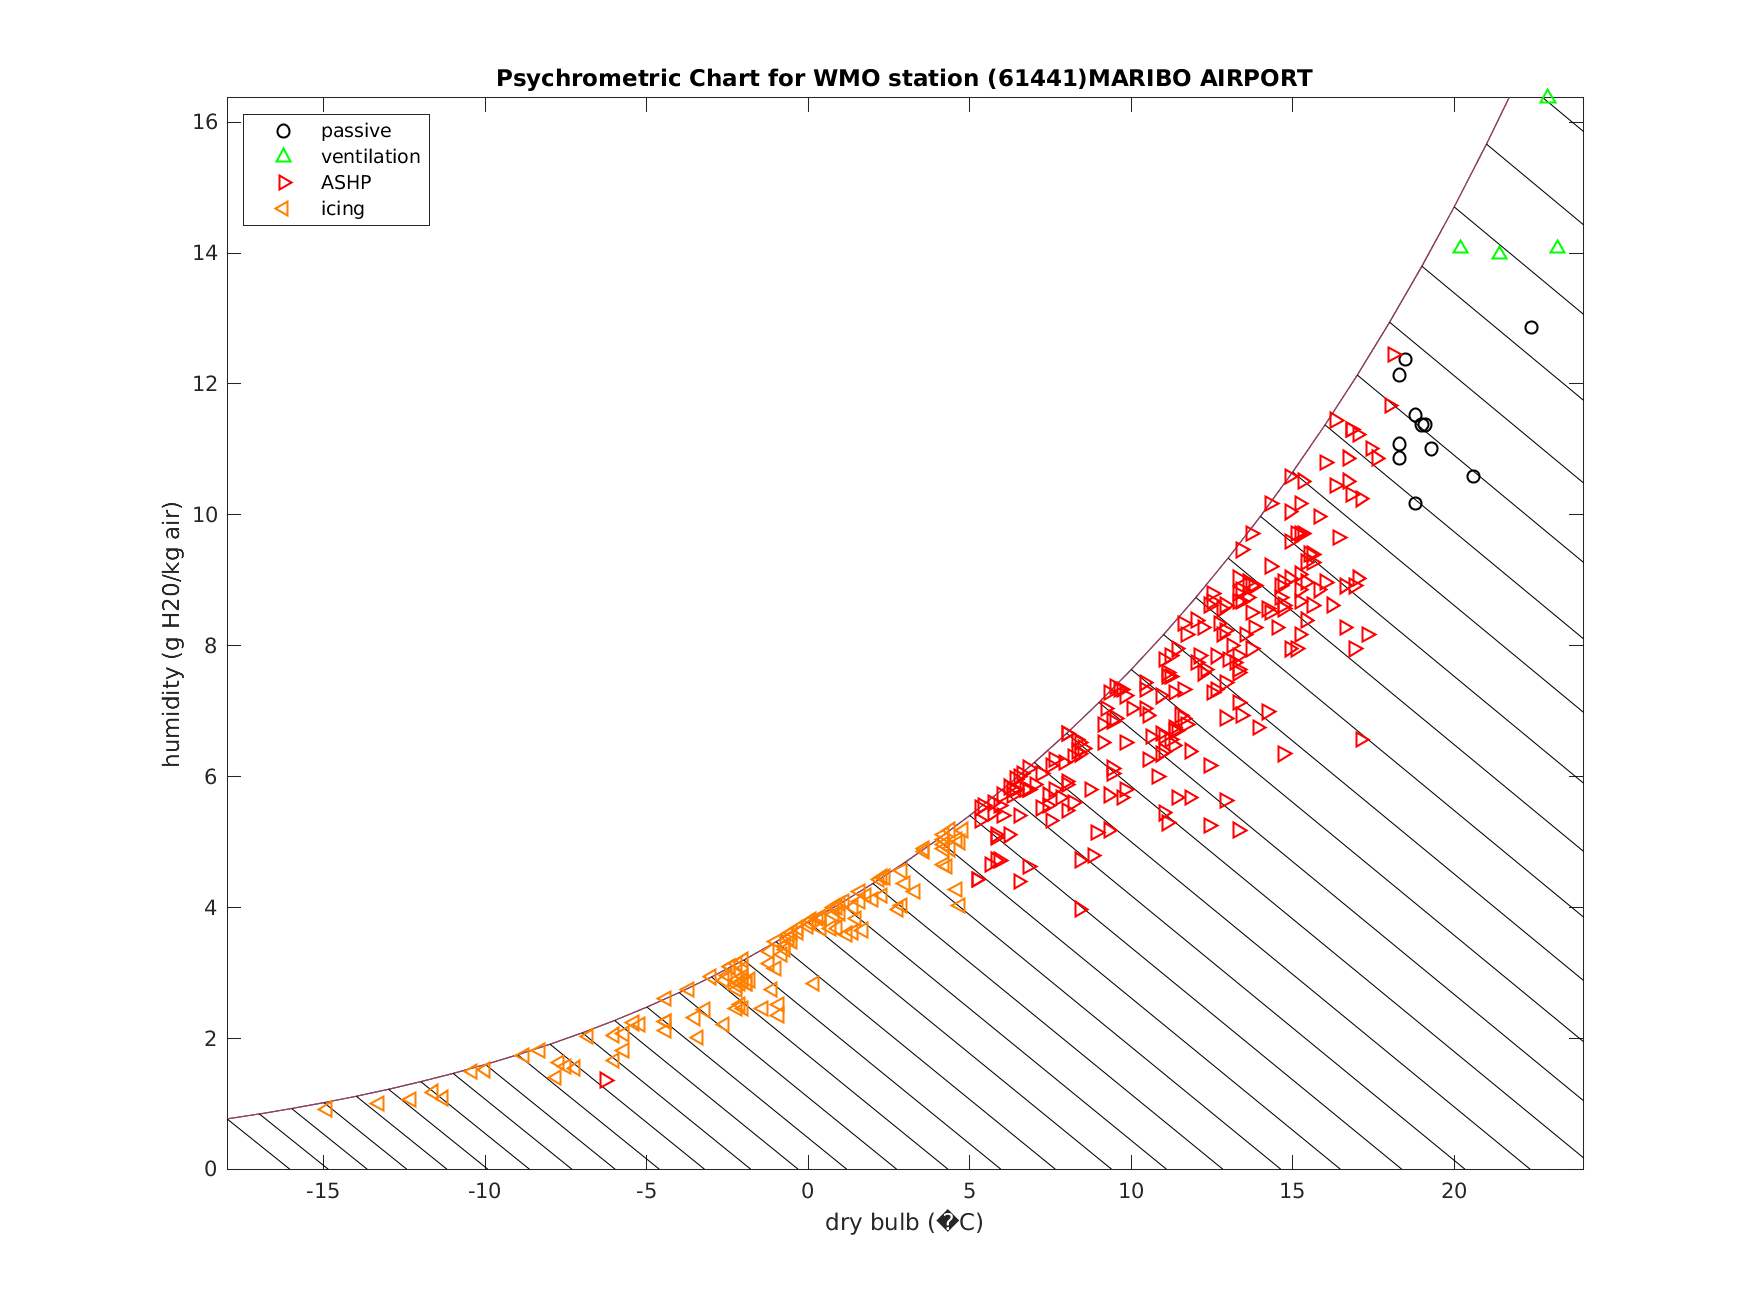 Psychrometric Chart for WMO station (61441)MARIBO AIRPORT
passive
ventilation
ASHP
icing
16
14
12
10
8
6
4
2
0
humidity (g H20/kg air)
-15 -10 -5 0 5 10 15 20
dry bulb (�C)